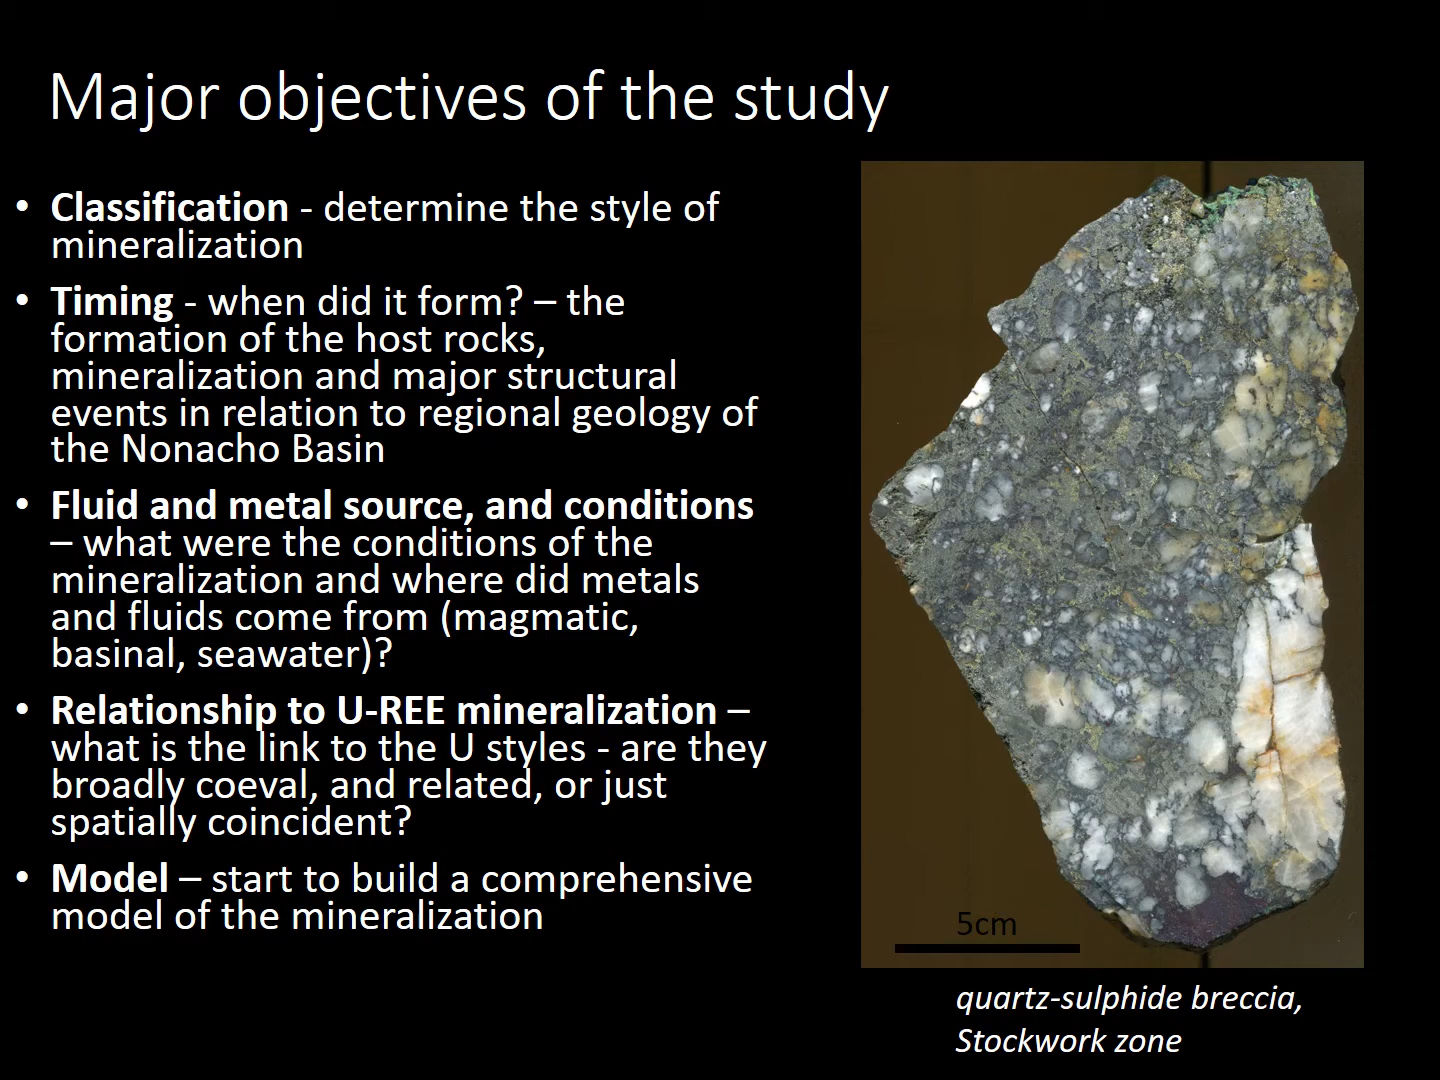 Major objectives of the study
• Classification - determine the style of
mineralization
• Timing - when did it form? – the
formation of the host rocks,
mineralization and major structural
events in relation to regional geology of
the Nonacho Basin
• Fluid and metal source, and conditions
– what were the conditions of the
mineralization and where did metals
and fluids come from (magmatic,
basinal, seawater)?
• Relationship to U-REE mineralization –
what is the link to the U styles - are they
broadly coeval, and related, or just
spatially coincident?
• Model – start to build a comprehensive
model of the mineralization
5cm
quartz-sulphide breccia,
Stockwork zone